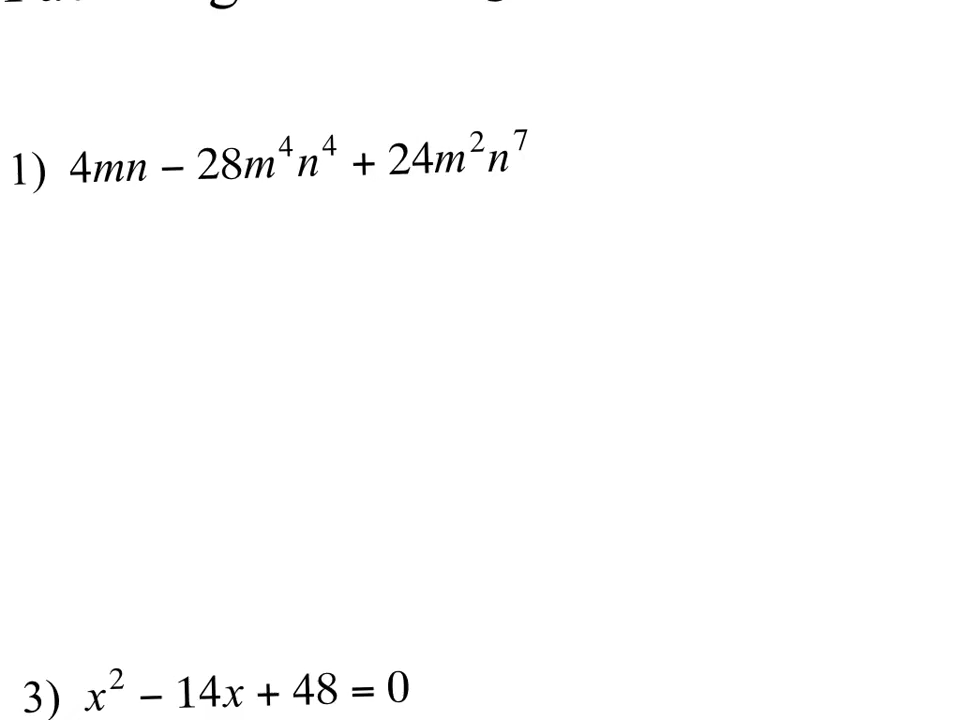 1) 4mn − 28m⁴n⁴ + 24m²n⁷
3) x² − 14x + 48 = 0